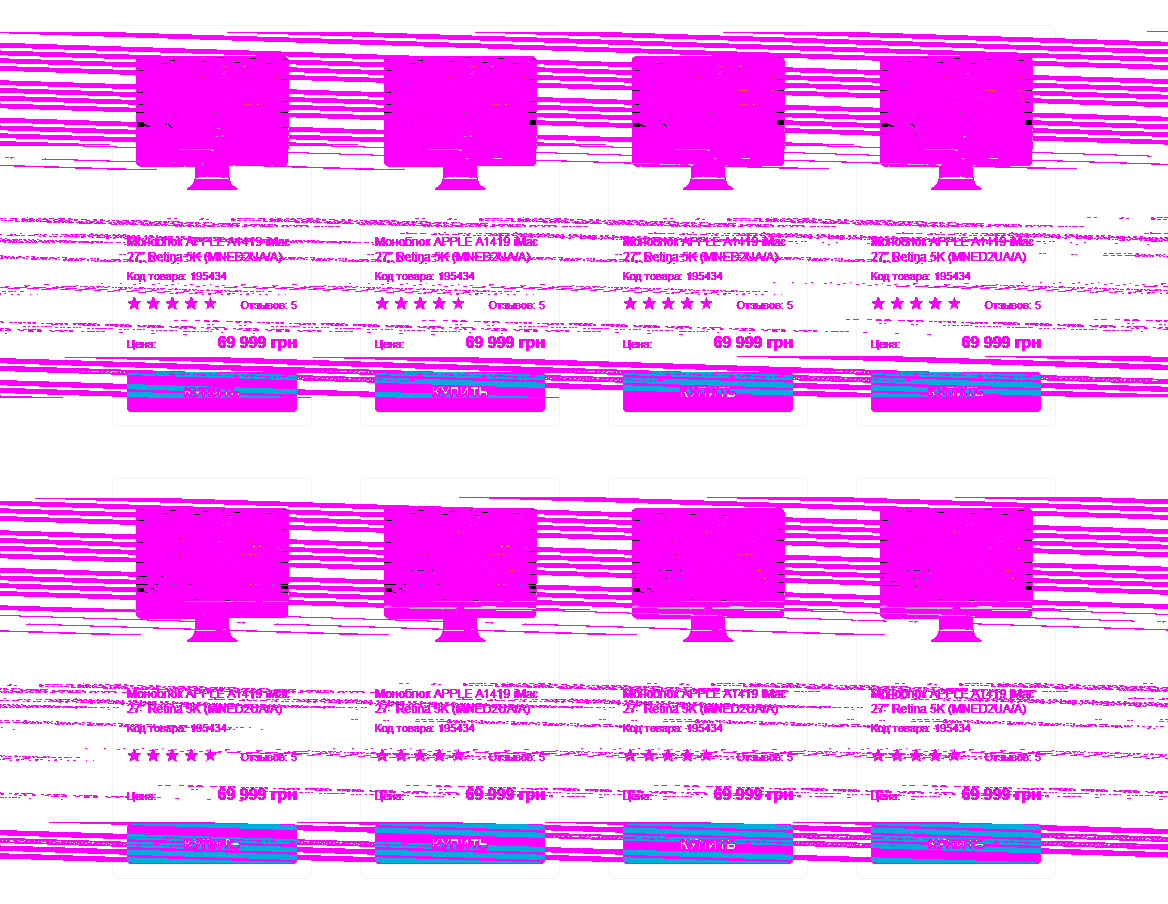 Моноблок APPLE A1419 iMac Моноблок APPLE A1419 iMac Моноблок APPLE A1419 iMac Моноблок APPLE A1419 iMac
27" Retina 5K (MNED2UA/A) 27" Retina 5K (MNED2UA/A) 27" Retina 5K (MNED2UA/A) 27" Retina 5K (MNED2UA/A)
Код товара: 195434 Код товара: 195434 Код товара: 195434 Код товара: 195434
Отзывов: 5 Отзывов: 5 Отзывов: 5 Отзывов: 5
Цена: 69 999 грн Цена: 69 999 грн Цена: 69 999 грн Цена: 69 999 грн
КУПИТЬ КУПИТЬ КУПИТЬ КУПИТЬ
Моноблок APPLE A1419 iMac Моноблок APPLE A1419 iMac Моноблок APPLE A1419 iMac Моноблок APPLE A1419 iMac
27" Retina 5K (MNED2UA/A) 27" Retina 5K (MNED2UA/A) 27" Retina 5K (MNED2UA/A) 27" Retina 5K (MNED2UA/A)
Код товара: 195434 Код товара: 195434 Код товара: 195434 Код товара: 195434
Отзывов: 5 Отзывов: 5 Отзывов: 5 Отзывов: 5
Цена: 69 999 грн Цена: 69 999 грн Цена: 69 999 грн Цена: 69 999 грн
КУПИТЬ КУПИТЬ КУПИТЬ КУПИТЬ